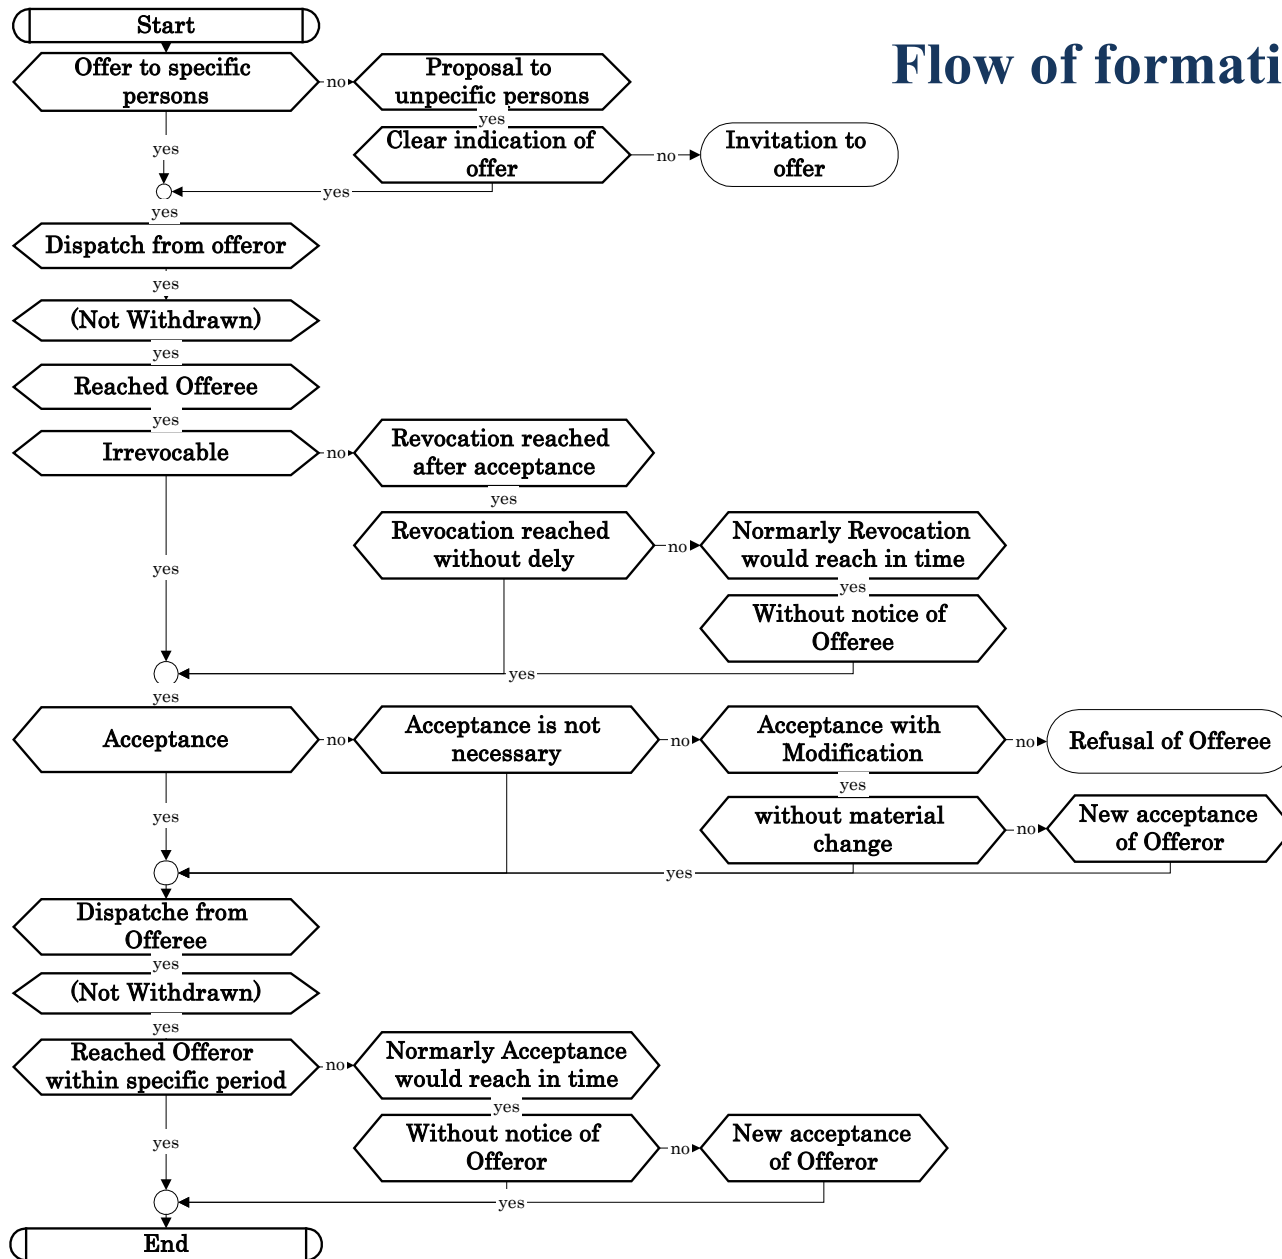 Start
Flow of formati
Offer to specific
persons
no
Proposal to
unpecific persons
yes
yes
Clear indication of
offer
no
Invitation to
offer
yes
yes
Dispatch from offeror
yes
(Not Withdrawn)
yes
Reached Offeree
yes
Irrevocable
no
Revocation reached
after acceptance
yes
Revocation reached
without dely
no
Normarly Revocation
would reach in time
yes
yes
Without notice of
Offeree
yes
yes
Acceptance
no
Acceptance is not
necessary
no
Acceptance with
Modification
no
Refusal of Offeree
yes
yes
without material
change
no
New acceptance
of Offeror
yes
Dispatche from
Offeree
yes
(Not Withdrawn)
yes
Reached Offeror
within specific period
no
Normarly Acceptance
would reach in time
yes
yes
Without notice of
Offeror
no
New acceptance
of Offeror
yes
End